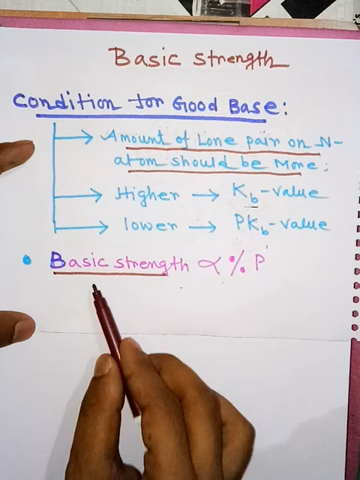 Basic strength
Condition for Good Base:
Amount of Lone pair on N-
atom should be More;
Higher → Kb-value
lower → PKb-value
• Basic strength ∝ % P